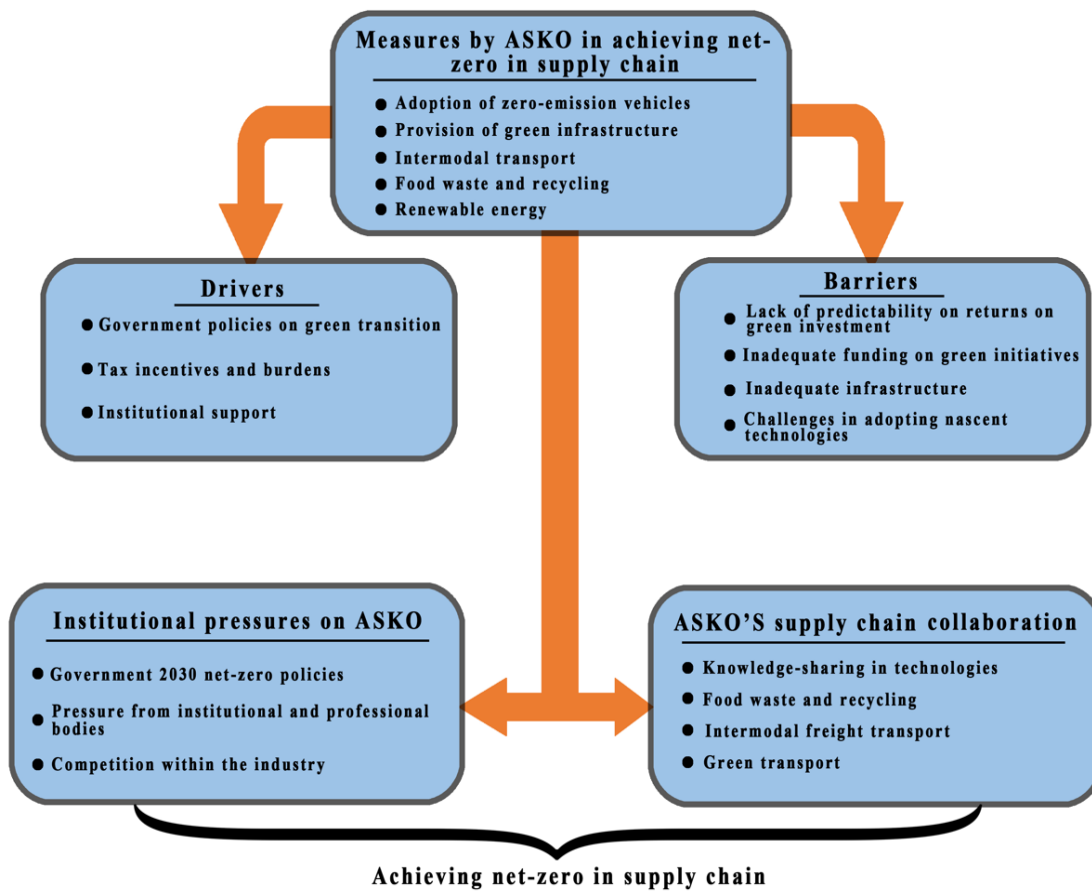 Measures by ASKO in achieving net-
zero in supply chain
Adoption of zero-emission vehicles
Provision of green infrastructure
Intermodal transport
Food waste and recycling
Renewable energy
Drivers
Government policies on green transition
Tax incentives and burdens
Institutional support
Barriers
Lack of predictability on returns on
green investment
Inadequate funding on green initiatives
Inadequate infrastructure
Challenges in adopting nascent
technologies
Institutional pressures on ASKO
Government 2030 net-zero policies
Pressure from institutional and professional
bodies
Competition within the industry
ASKO’S supply chain collaboration
Knowledge-sharing in technologies
Food waste and recycling
Intermodal freight transport
Green transport
Achieving net-zero in supply chain